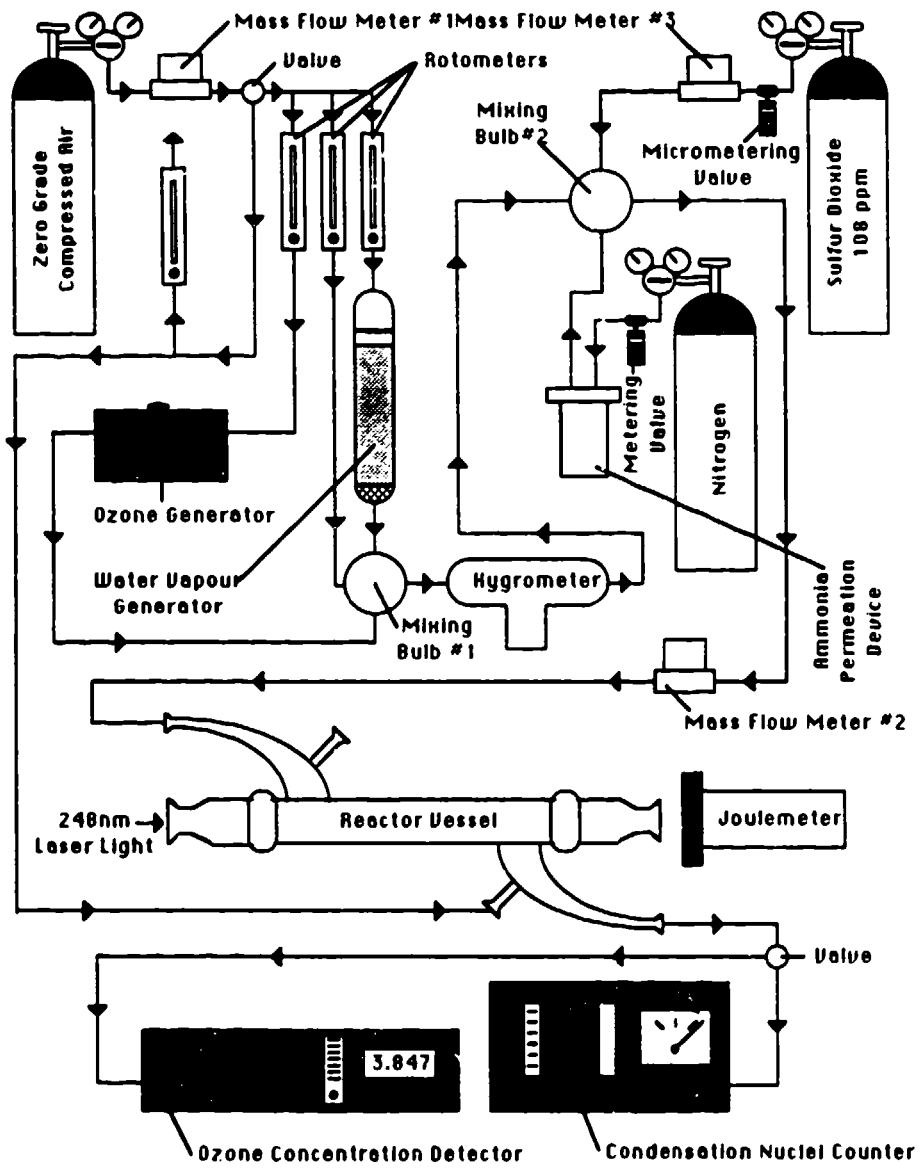 Mass Flow Meter #1 Mass Flow Meter #3
Valve
Rotometers
Mixing
Bulb #2
Micrometering
Valve
Zero Grade
Compressed Air
Sulfur Dioxide
108 ppm
Metering
Valve
Nitrogen
Ozone Generator
Water Vapour
Generator
Hygrometer
Mixing
Bulb #1
Ammonia
Permeation
Device
Mass Flow Meter #2
248nm
Laser Light
Reactor Vessel
Joulemeter
Valve
3.847
Ozone Concentration Detector
Condensation Nuclei Counter